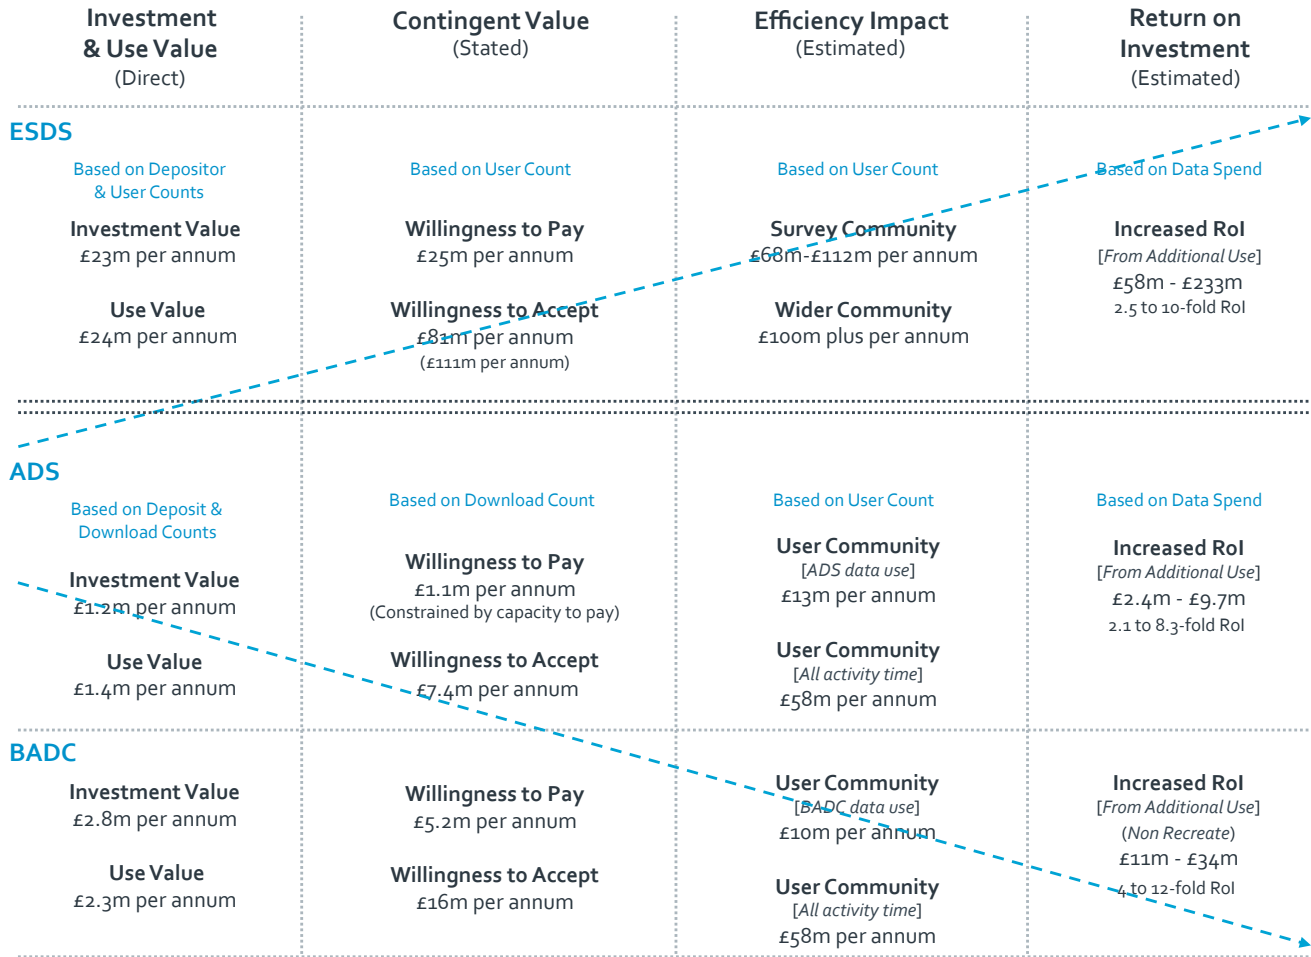 Investment
& Use Value
(Direct)
Contingent Value
(Stated)
Efficiency Impact
(Estimated)
Return on
Investment
(Estimated)
ESDS
Based on Depositor
& User Counts
Investment Value
£23m per annum
Use Value
£24m per annum
Based on User Count
Willingness to Pay
£25m per annum
Willingness to Accept
£81m per annum
(£111m per annum)
Based on User Count
Survey Community
£68m-£112m per annum
Wider Community
£100m plus per annum
Based on Data Spend
Increased RoI
[From Additional Use]
£58m - £233m
2.5 to 10-fold RoI
ADS
Based on Deposit &
Download Counts
Investment Value
£1.2m per annum
Use Value
£1.4m per annum
Based on Download Count
Willingness to Pay
£1.1m per annum
(Constrained by capacity to pay)
Willingness to Accept
£7.4m per annum
Based on User Count
User Community
[ADS data use]
£13m per annum
User Community
[All activity time]
£58m per annum
Based on Data Spend
Increased RoI
[From Additional Use]
£2.4m - £9.7m
2.1 to 8.3-fold RoI
BADC
Investment Value
£2.8m per annum
Use Value
£2.3m per annum
Willingness to Pay
£5.2m per annum
Willingness to Accept
£16m per annum
User Community
[BADC data use]
£10m per annum
User Community
[All activity time]
£58m per annum
Increased RoI
[From Additional Use]
(Non Recreate)
£11m - £34m
4 to 12-fold RoI